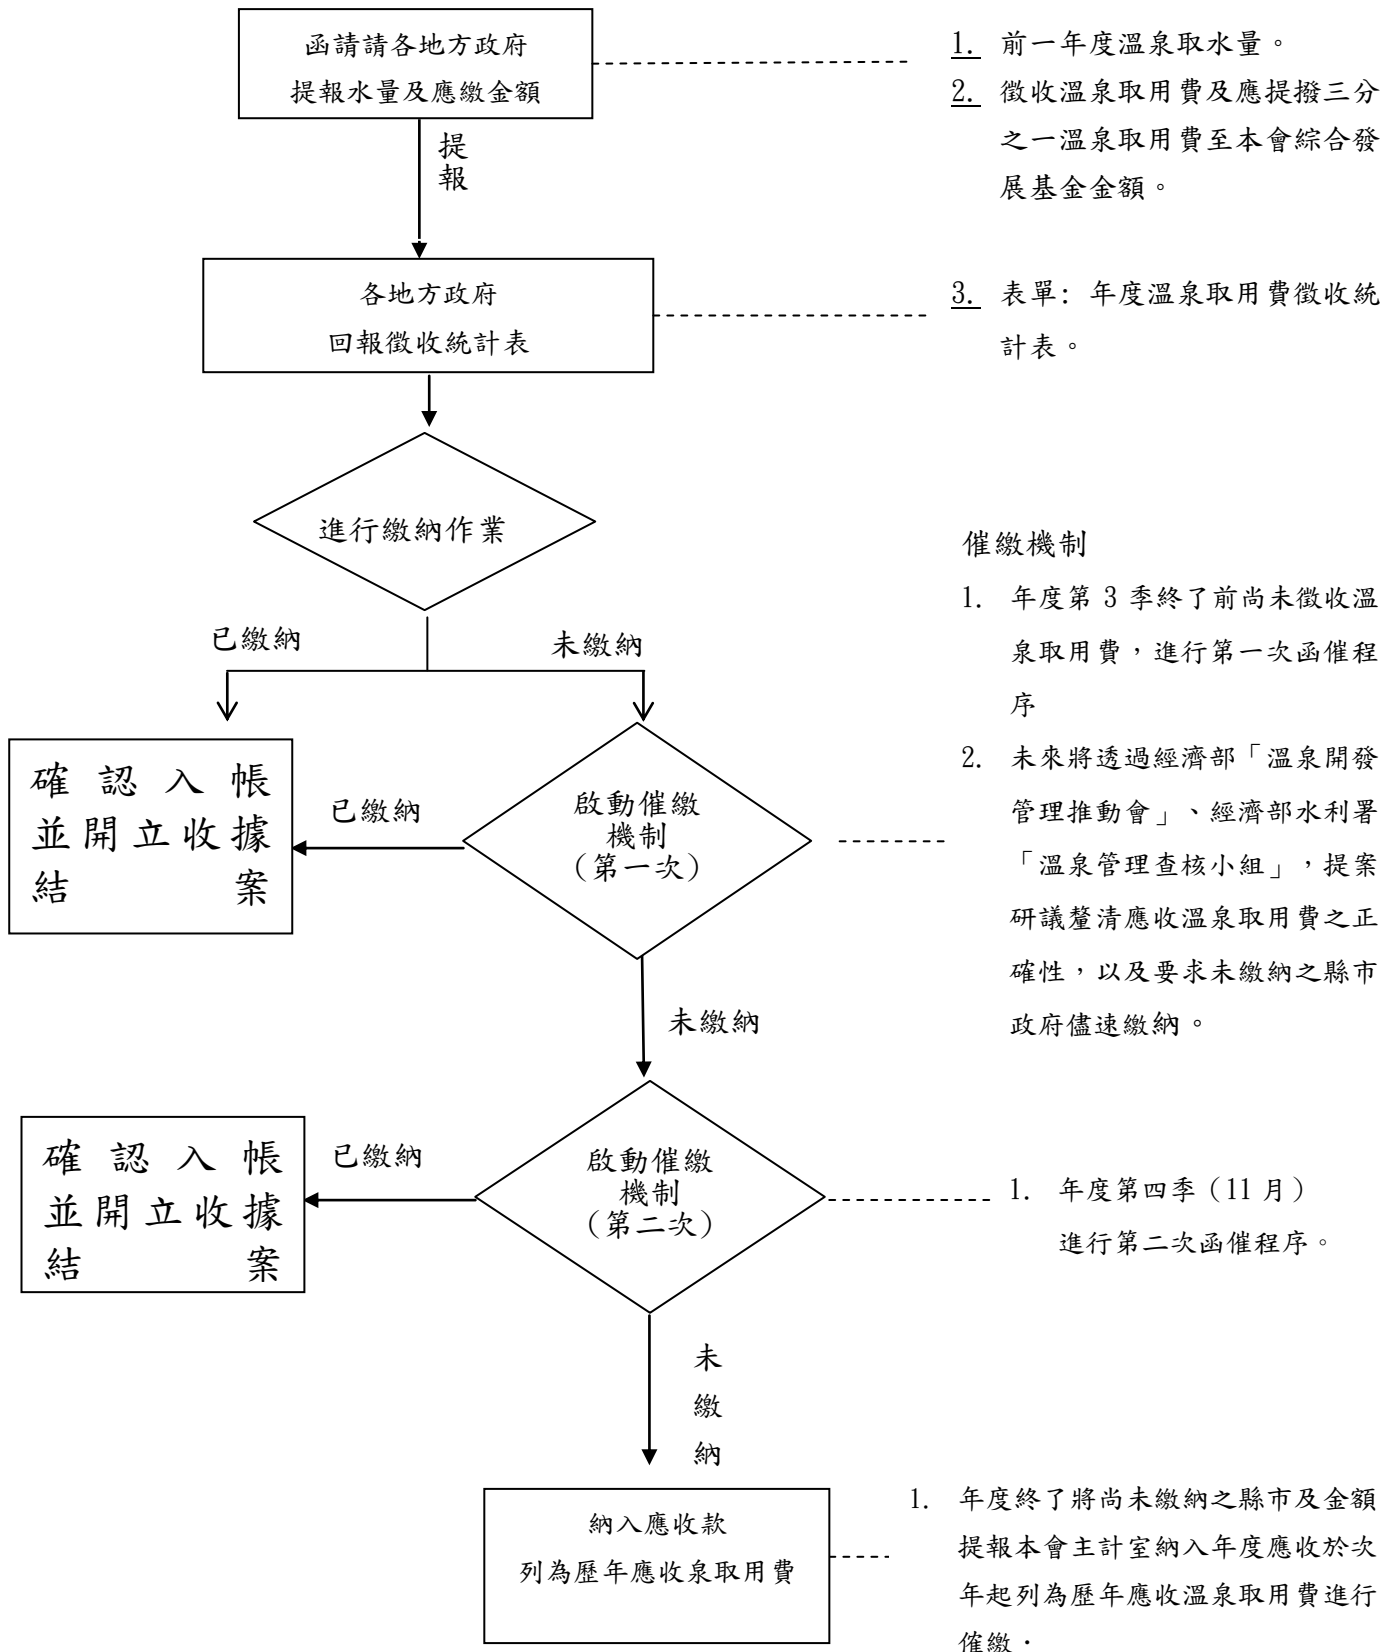 函請請各地方政府
提報水量及應繳金額
1. 前一年度溫泉取水量。
2. 徵收溫泉取用費及應提撥三分
之一溫泉取用費至本會綜合發
展基金金額。
提
報
各地方政府
回報徵收統計表
3. 表單: 年度溫泉取用費徵收統
計表。
進行繳納作業
已繳納
未繳納
催繳機制
1. 年度第 3 季終了前尚未徵收溫
泉取用費，進行第一次函催程
序
2. 未來將透過經濟部「溫泉開發
管理推動會」、經濟部水利署
「溫泉管理查核小組」，提案
研議釐清應收溫泉取用費之正
確性，以及要求未繳納之縣市
政府儘速繳納。
確認入帳
並開立收據
結案
已繳納
啟動催繳
機制
（第一次）
未繳納
確認入帳
並開立收據
結案
已繳納
啟動催繳
機制
（第二次）
1. 年度第四季（11 月）
進行第二次函催程序。
未
繳
納
納入應收款
列為歷年應收泉取用費
1. 年度終了將尚未繳納之縣市及金額
提報本會主計室納入年度應收於次
年起列為歷年應收溫泉取用費進行
催繳．